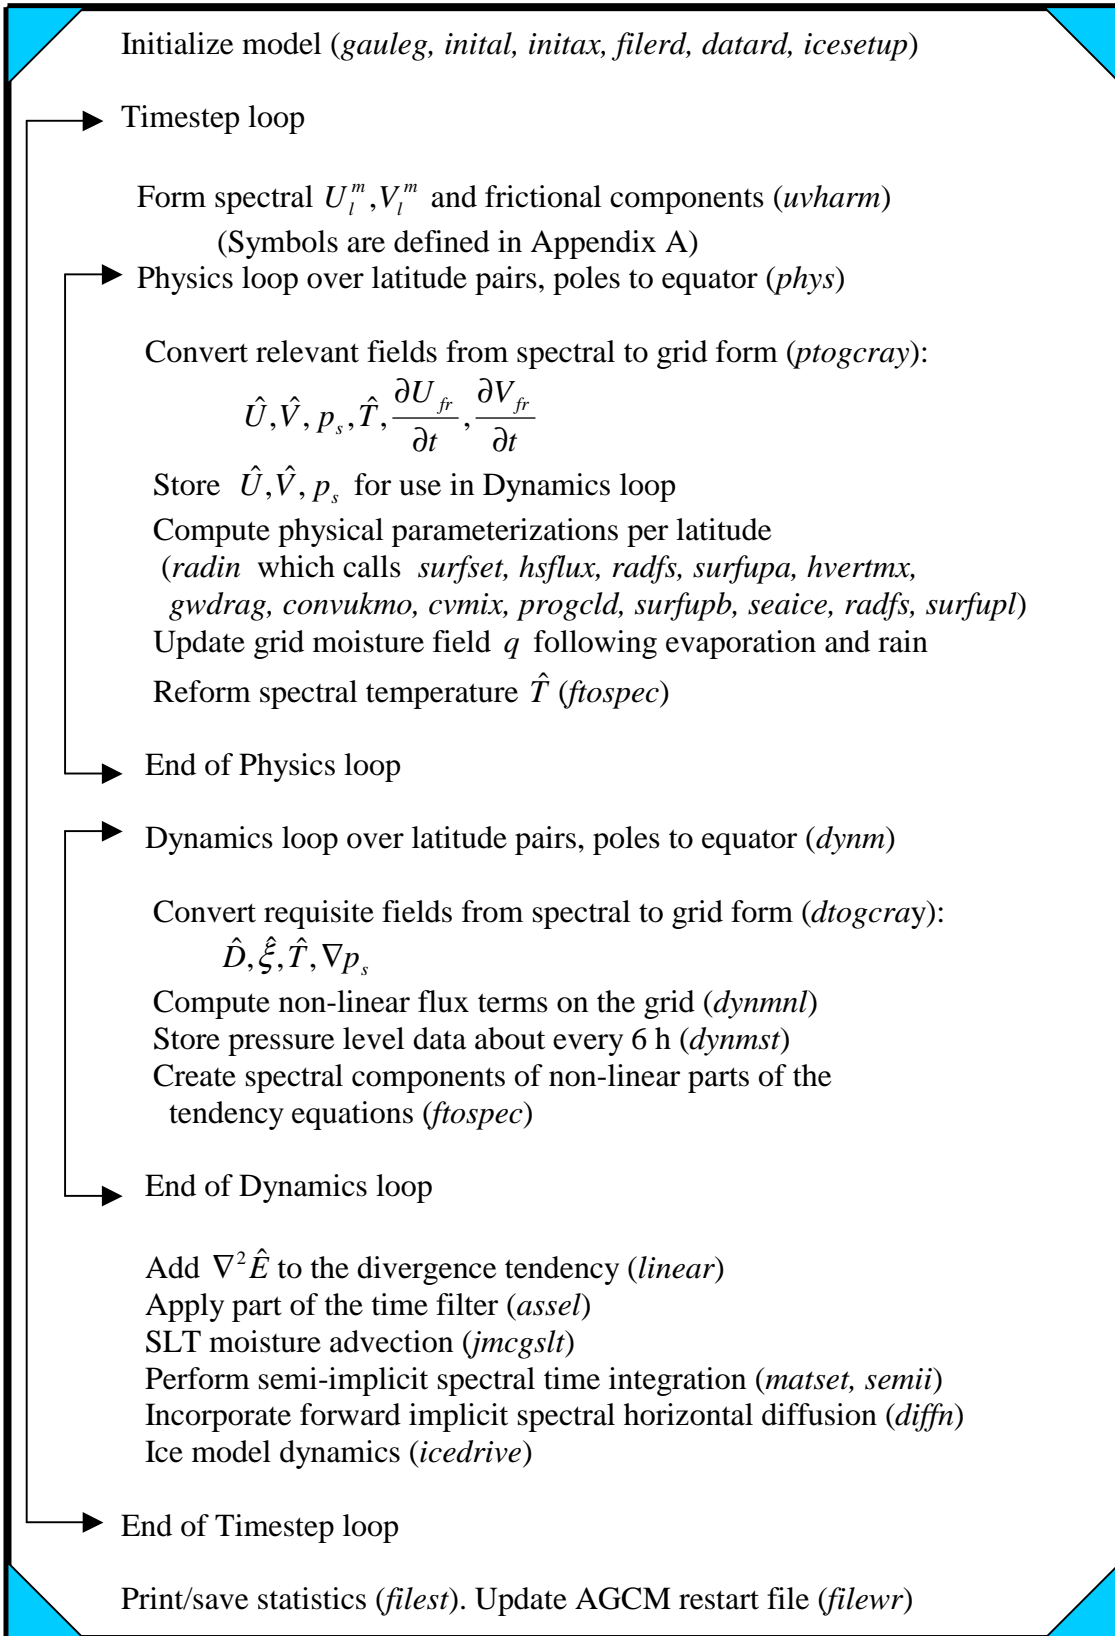 Initialize model (gauleg, inital, initax, filerd, datard, icesetup)
Timestep loop
Form spectral U_l^m, V_l^m and frictional components (uvharm)
(Symbols are defined in Appendix A)
Physics loop over latitude pairs, poles to equator (phys)
Convert relevant fields from spectral to grid form (ptogcray):
Û, V̂, p_s, T̂, ∂U_fr/∂t, ∂V_fr/∂t
Store Û, V̂, p_s for use in Dynamics loop
Compute physical parameterizations per latitude
(radin which calls surfset, hsflux, radfs, surfupa, hvertmx,
gwdrag, convukmo, cvmix, progcld, surfupb, seaice, radfs, surfupl)
Update grid moisture field q following evaporation and rain
Reform spectral temperature T̂ (ftospec)
End of Physics loop
Dynamics loop over latitude pairs, poles to equator (dynm)
Convert requisite fields from spectral to grid form (dtogcray):
D̂, ξ̂, T̂, ∇p_s
Compute non-linear flux terms on the grid (dynmnl)
Store pressure level data about every 6 h (dynmst)
Create spectral components of non-linear parts of the
tendency equations (ftospec)
End of Dynamics loop
Add ∇²Ê to the divergence tendency (linear)
Apply part of the time filter (assel)
SLT moisture advection (jmcgslt)
Perform semi-implicit spectral time integration (matset, semii)
Incorporate forward implicit spectral horizontal diffusion (diffn)
Ice model dynamics (icedrive)
End of Timestep loop
Print/save statistics (filest). Update AGCM restart file (filewr)